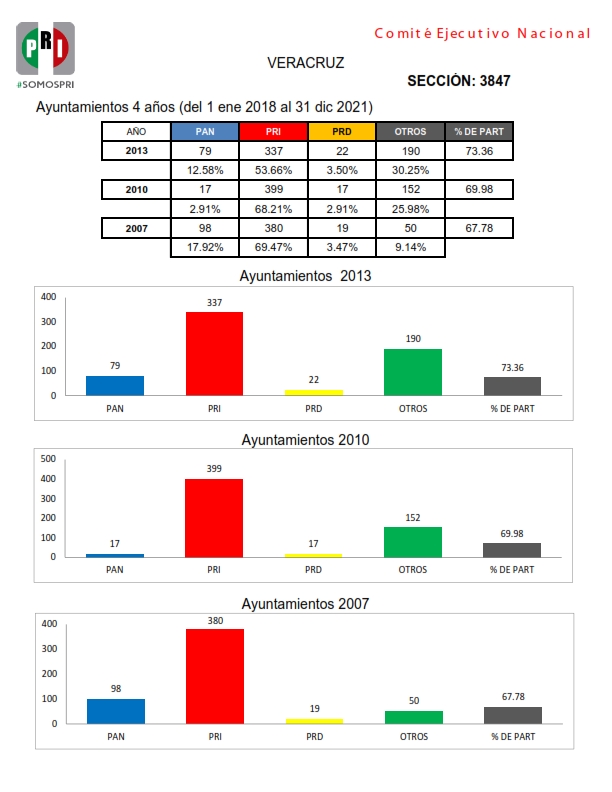 Comité Ejecutivo Nacional
PRI
#SOMOSPRI
VERACRUZ
SECCIÓN: 3847
Ayuntamientos 4 años (del 1 ene 2018 al 31 dic 2021)
AÑO PAN PRI PRD OTROS % DE PART
2013 79 337 22 190 73.36
12.58% 53.66% 3.50% 30.25%
2010 17 399 17 152 69.98
2.91% 68.21% 2.91% 25.98%
2007 98 380 19 50 67.78
17.92% 69.47% 3.47% 9.14%
Ayuntamientos 2013
400
300
200
100
0
79 337 22 190 73.36
PAN PRI PRD OTROS % DE PART
Ayuntamientos 2010
500
400
300
200
100
0
17 399 17 152 69.98
PAN PRI PRD OTROS % DE PART
Ayuntamientos 2007
400
300
200
100
0
98 380 19 50 67.78
PAN PRI PRD OTROS % DE PART